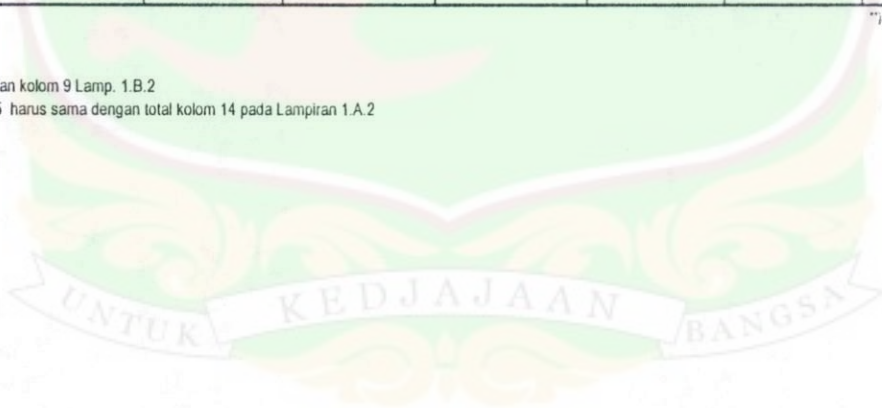 an kolom 9 Lamp. 1.B.2
harus sama dengan total kolom 14 pada Lampiran 1.A.2
UNTUK KEDJAJAAN BANGSA